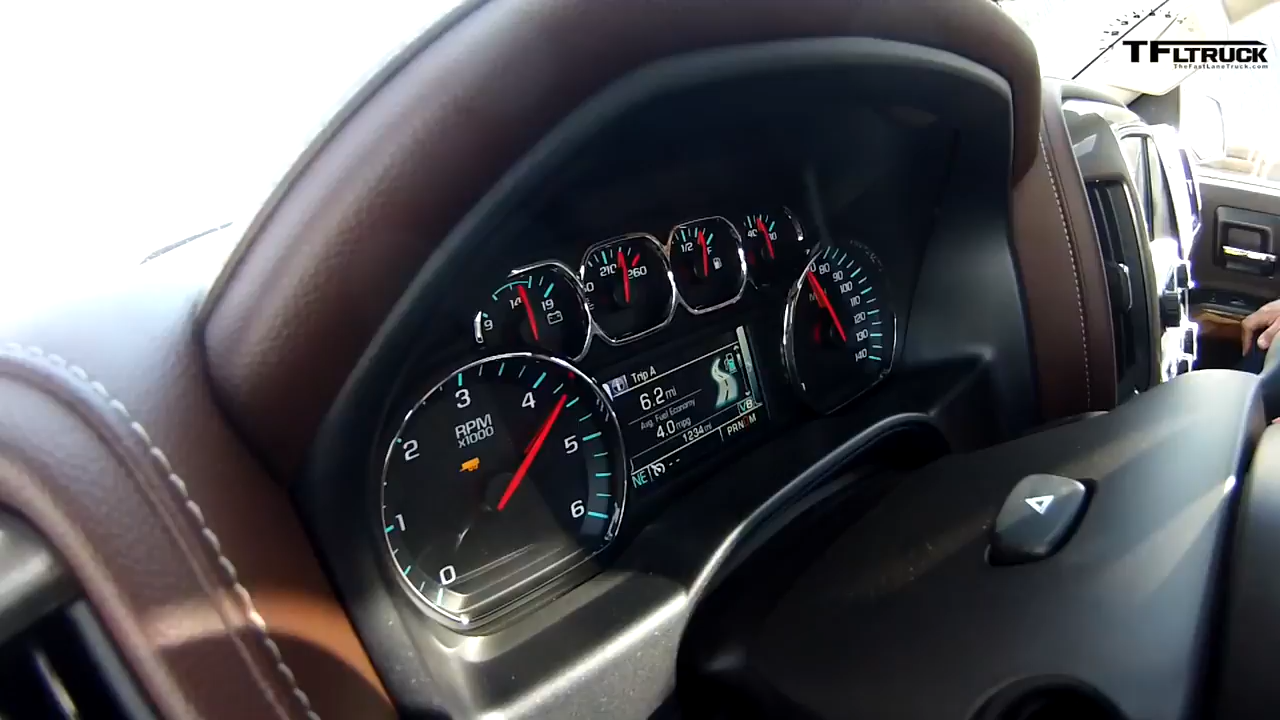 TFLTRUCK
TheFastLaneTruck.com
9 14 19
210 260
1/2 F
40
80 90 100 110 120 130 140
Trip A
6.2 mi
Avg. Fuel Economy
4.0 mpg
1234 mi
V8
PRNDM
NE --
0 1 2 3 4 5 6
RPM
x1000